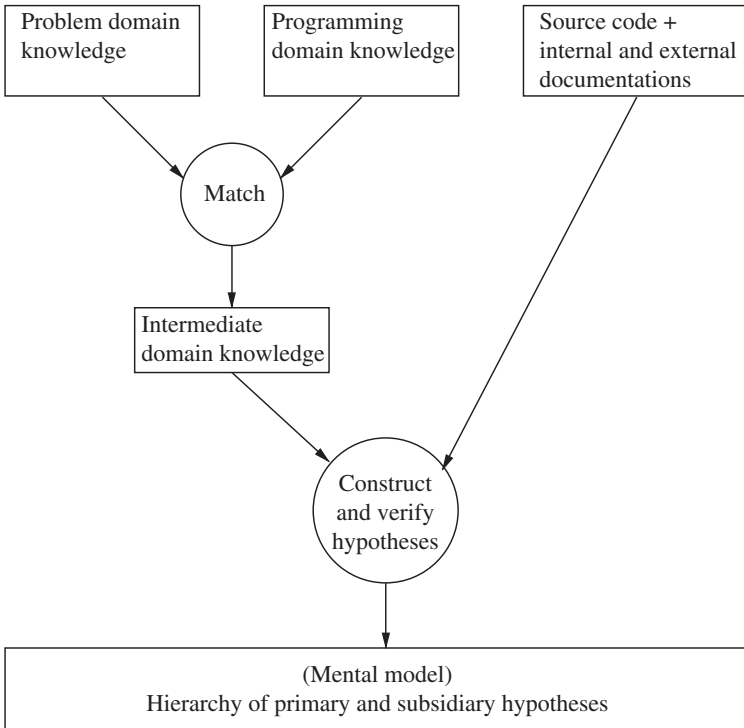 Problem domain
knowledge
Programming
domain knowledge
Source code +
internal and external
documentations
Match
Intermediate
domain knowledge
Construct
and verify
hypotheses
(Mental model)
Hierarchy of primary and subsidiary hypotheses